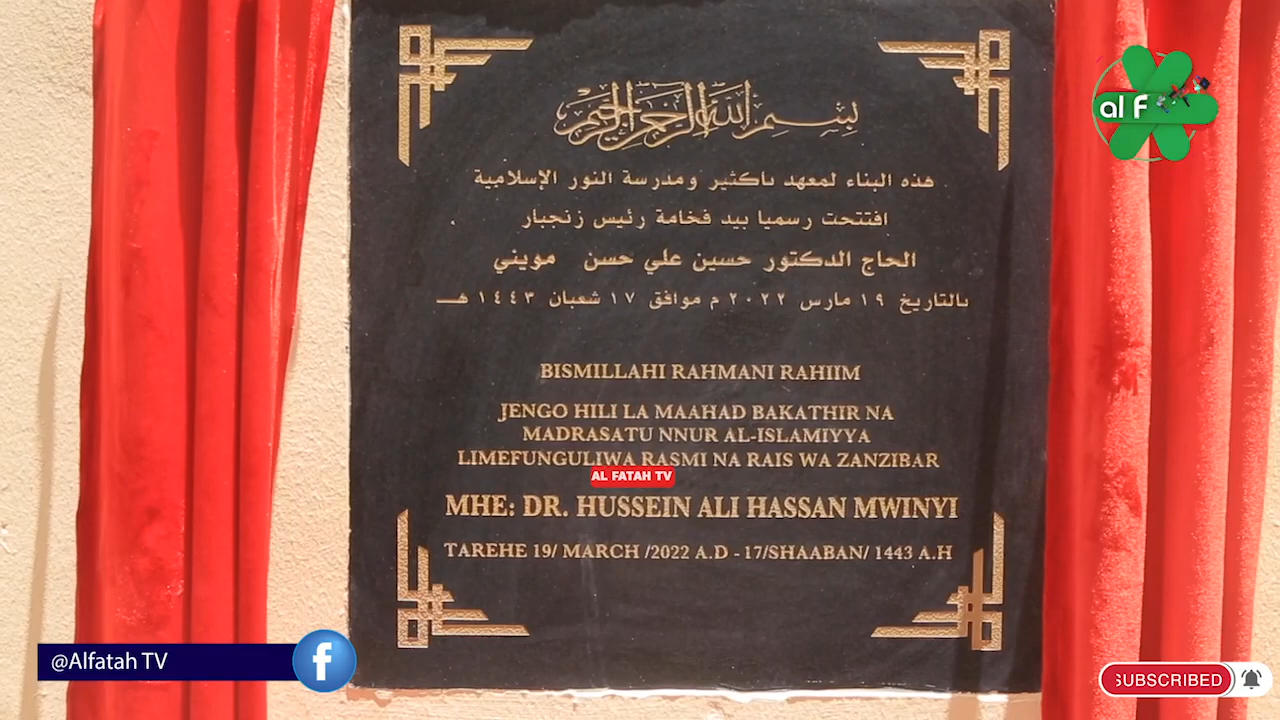 بسم الله الرحمن الرحيم
هذه البناء لمعهد باكثير ومدرسة النور الإسلامية
افتتحت رسميا بيد فخامة رئيس زنجبار
الحاج الدكتور حسين علي حسن مويني
بالتاريخ ١٩ مارس ٢٠٢٢ م موافق ١٧ شعبان ١٤٤٣ هـ
BISMILLAHI RAHMANI RAHIIM
JENGO HILI LA MAAHAD BAKATHIR NA
MADRASATU NNUR AL-ISLAMIYYA
LIMEFUNGULIWA RASMI NA RAIS WA ZANZIBAR
AL FATAH TV
MHE: DR. HUSSEIN ALI HASSAN MWINYI
TAREHE 19/ MARCH /2022 A.D - 17/SHAABAN/ 1443 A.H
al F
@Alfatah TV
f
SUBSCRIBED